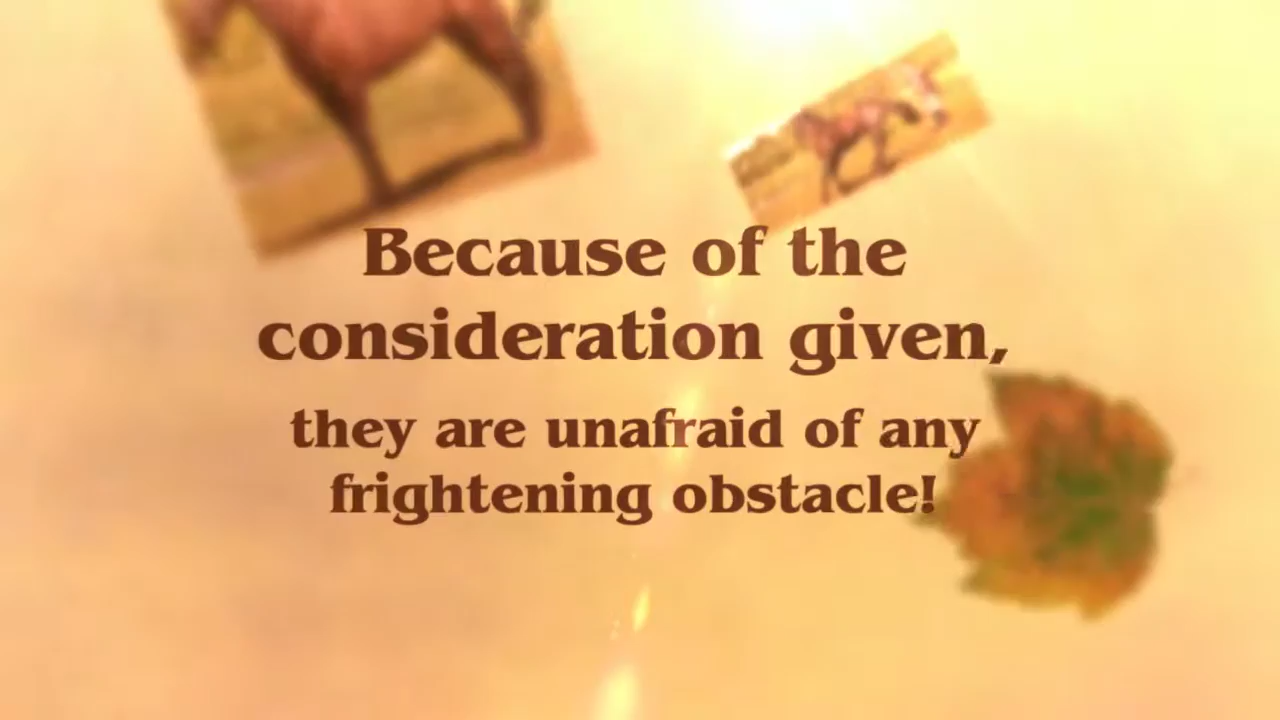 Because of the
consideration given,
they are unafraid of any
frightening obstacle!